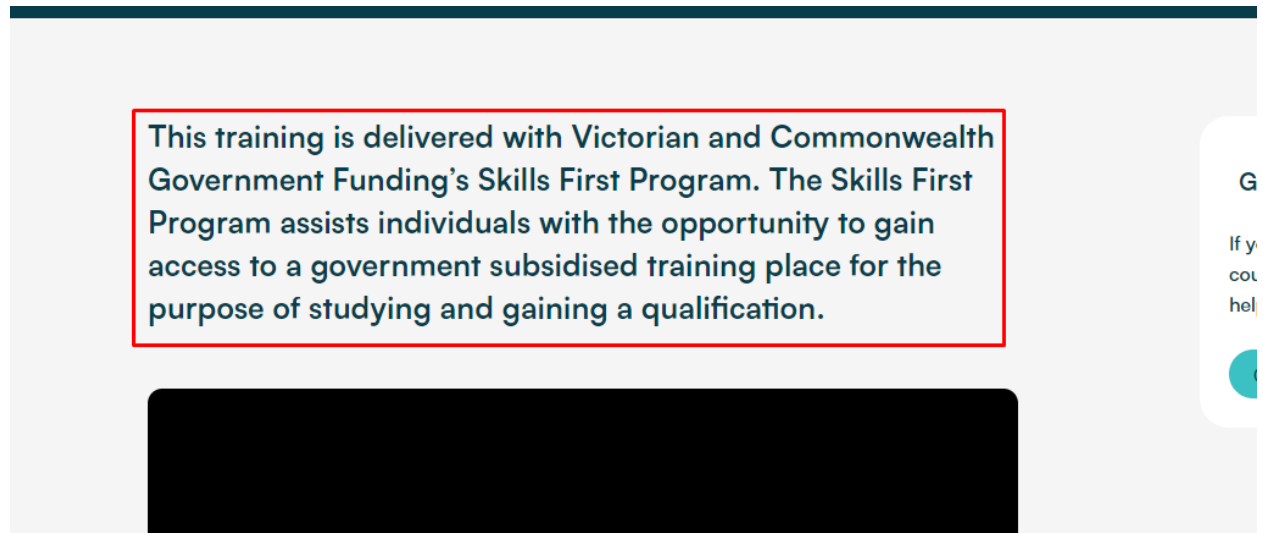 This training is delivered with Victorian and Commonwealth
Government Funding’s Skills First Program. The Skills First
Program assists individuals with the opportunity to gain
access to a government subsidised training place for the
purpose of studying and gaining a qualification.
If